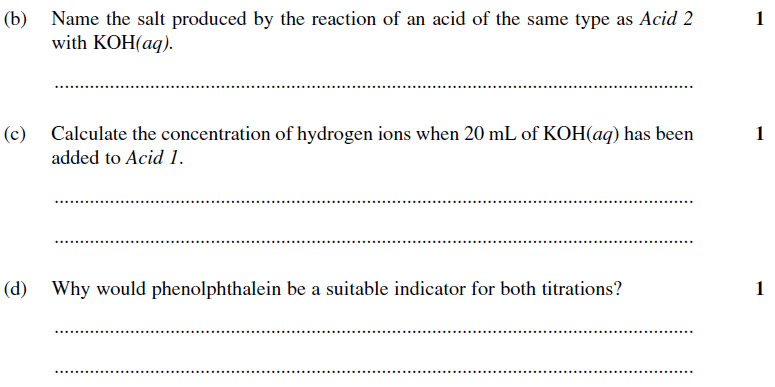 (b) Name the salt produced by the reaction of an acid of the same type as Acid 2 1
with KOH(aq).
................................................................................
(c) Calculate the concentration of hydrogen ions when 20 mL of KOH(aq) has been 1
added to Acid 1.
................................................................................
................................................................................
(d) Why would phenolphthalein be a suitable indicator for both titrations? 1
................................................................................
................................................................................